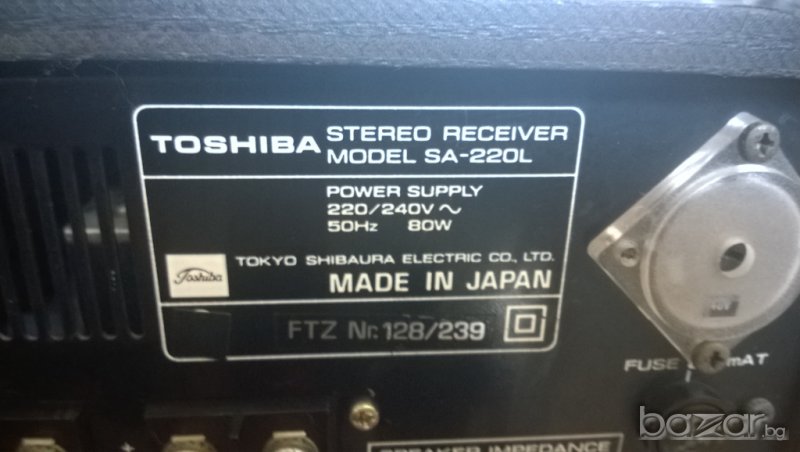 TOSHIBA
STEREO RECEIVER
MODEL SA-220L
POWER SUPPLY
220/240V ~
50Hz 80W
Toshiba
TOKYO SHIBAURA ELECTRIC CO., LTD.
MADE IN JAPAN
FTZ Nr. 128/239
FUSE mAT
SPEAKER IMPEDANCE
bazar.bg